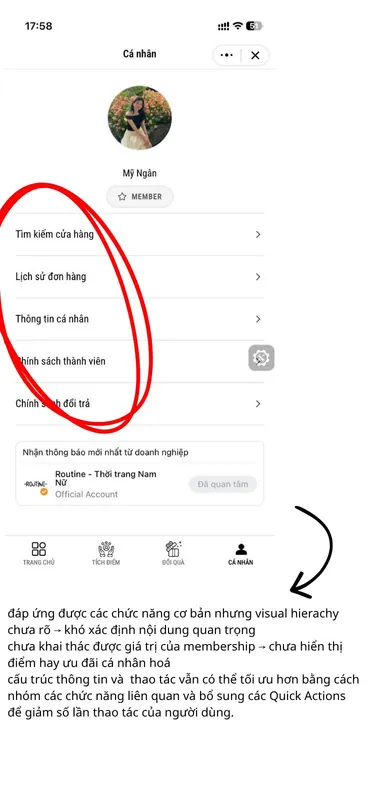 17:58
58
Cá nhân
Mỹ Ngân
MEMBER
Tìm kiếm cửa hàng
Lịch sử đơn hàng
Thông tin cá nhân
Chính sách thành viên
Chính sách đổi trả
Nhận thông báo mới nhất từ doanh nghiệp
ROUTINE
Routine - Thời trang Nam
Nữ
Official Account
Đã quan tâm
TRANG CHỦ
TÍCH ĐIỂM
ĐỔI QUÀ
CÁ NHÂN
đáp ứng được các chức năng cơ bản nhưng visual hierachy
chưa rõ → khó xác định nội dung quan trọng
chưa khai thác được giá trị của membership → chưa hiển thị
điểm hay ưu đãi cá nhân hoá
cấu trúc thông tin và  thao tác vẫn có thể tối ưu hơn bằng cách
nhóm các chức năng liên quan và bổ sung các Quick Actions
để giảm số lần thao tác của người dùng.